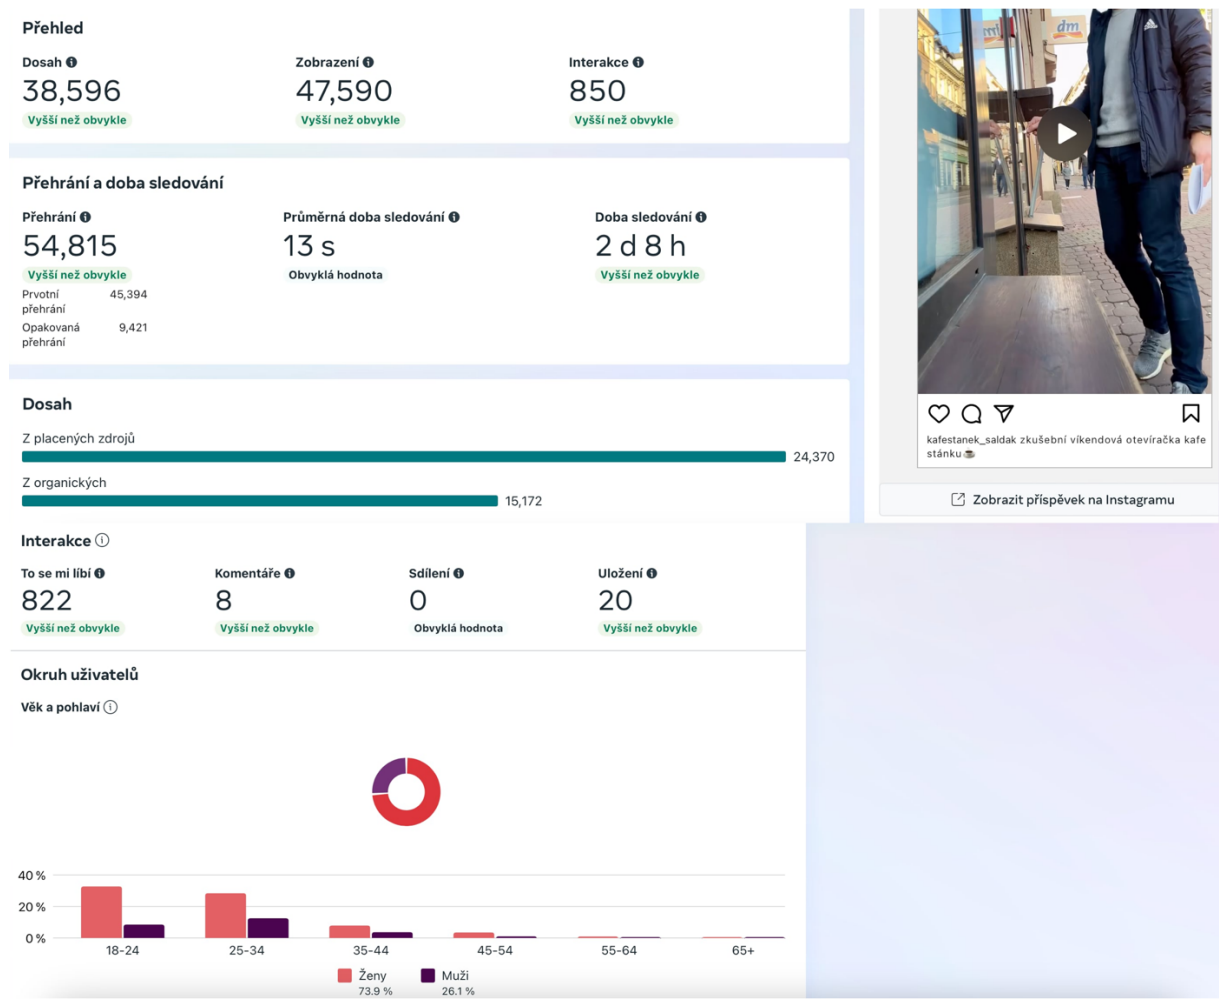 Přehled
Dosah
Zobrazení
Interakce
38,596
47,590
850
Vyšší než obvykle
Vyšší než obvykle
Vyšší než obvykle
Přehrání a doba sledování
Přehrání
Průměrná doba sledování
Doba sledování
54,815
13 s
2 d 8 h
Vyšší než obvykle
Obvyklá hodnota
Vyšší než obvykle
Prvotní
přehrání
45,394
Opakovaná
přehrání
9,421
Dosah
Z placených zdrojů
24,370
Z organických
15,172
dm
adidas
kafestanek_saldak zkušební víkendová otevíračka kafe
stánku☕
Zobrazit příspěvek na Instagramu
Interakce
To se mi líbí
Komentáře
Sdílení
Uložení
822
8
0
20
Vyšší než obvykle
Vyšší než obvykle
Obvyklá hodnota
Vyšší než obvykle
Okruh uživatelů
Věk a pohlaví
40 %
20 %
0 %
18-24
25-34
35-44
45-54
55-64
65+
Ženy
73.9 %
Muži
26.1 %